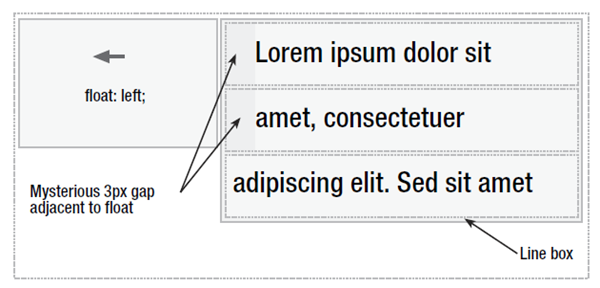 Lorem ipsum dolor sit
float: left;
amet, consectetuer
Mysterious 3px gap
adjacent to float
adipiscing elit. Sed sit amet
Line box